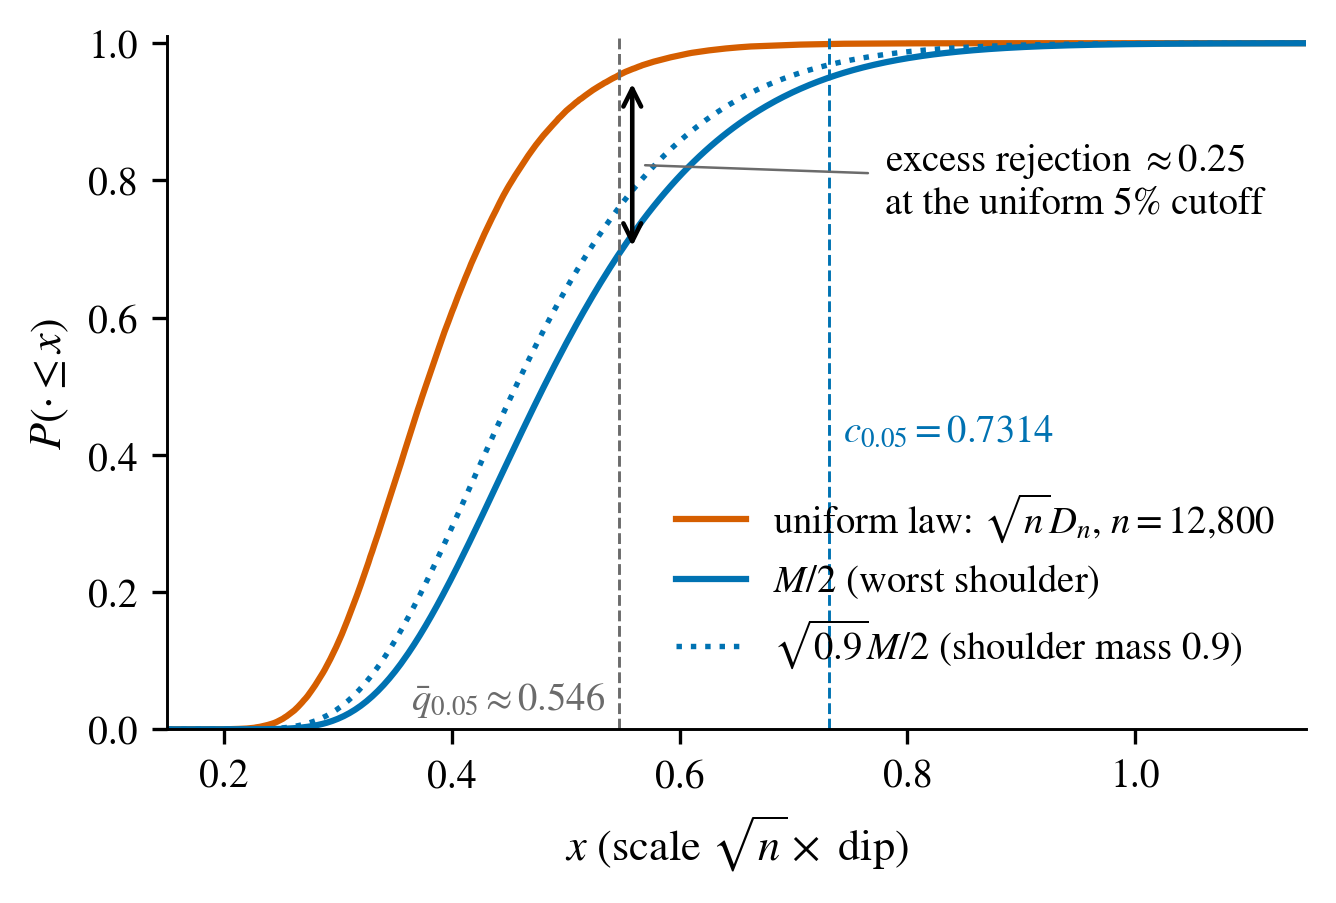 1.0
0.8
0.6
0.4
0.2
0.0
P(· ≤ x)
excess rejection ≈0.25
at the uniform 5% cutoff
c₀.₀₅ = 0.7314
uniform law: √n Dₙ, n = 12,800
M/2 (worst shoulder)
√0.9 M/2 (shoulder mass 0.9)
q̄₀.₀₅ ≈ 0.546
0.2 0.4 0.6 0.8 1.0
x (scale √n × dip)